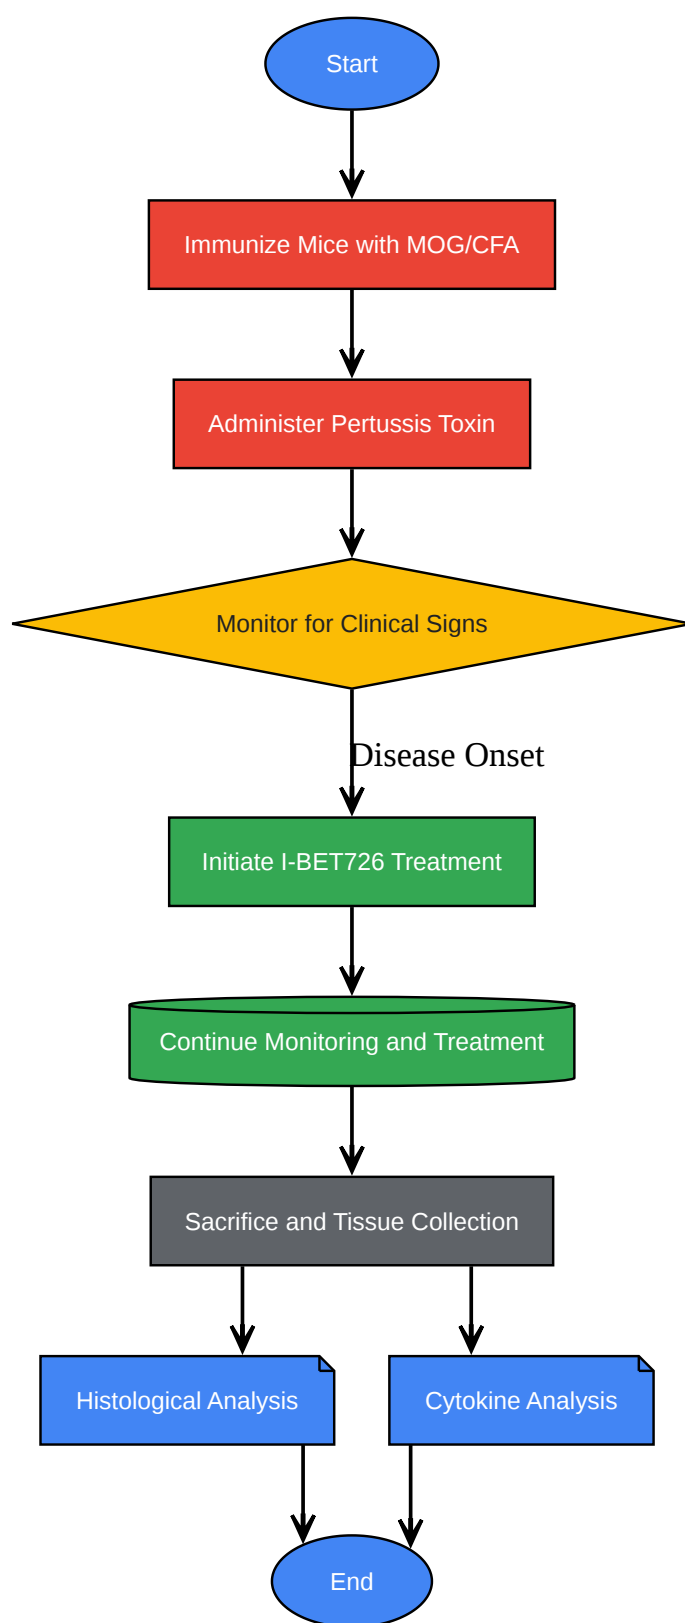 Start
Immunize Mice with MOG/CFA
Administer Pertussis Toxin
Monitor for Clinical Signs
Disease Onset
Initiate I-BET726 Treatment
Continue Monitoring and Treatment
Sacrifice and Tissue Collection
Histological Analysis
Cytokine Analysis
End